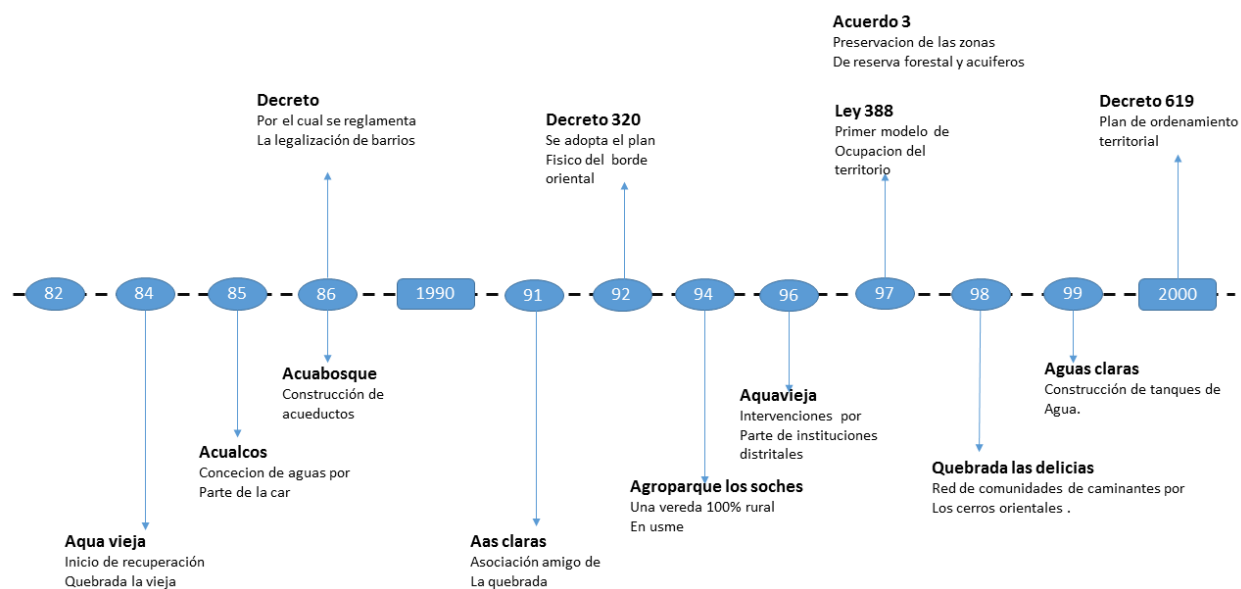 Acuerdo 3
Preservacion de las zonas
De reserva forestal y acuiferos
Decreto
Por el cual se reglamenta
La legalización de barrios
Decreto 320
Se adopta el plan
Fisico del borde
oriental
Ley 388
Primer modelo de
Ocupacion del
territorio
Decreto 619
Plan de ordenamiento
territorial
82
84
85
86
1990
91
92
94
96
97
98
99
2000
Aqua vieja
Inicio de recuperación
Quebrada la vieja
Acualcos
Concecion de aguas por
Parte de la car
Acuabosque
Construcción de
acueductos
Aas claras
Asociación amigo de
La quebrada
Agroparque los soches
Una vereda 100% rural
En usme
Aquavieja
Intervenciones por
Parte de instituciones
distritales
Quebrada las delicias
Red de comunidades de caminantes por
Los cerros orientales .
Aguas claras
Construcción de tanques de
Agua.